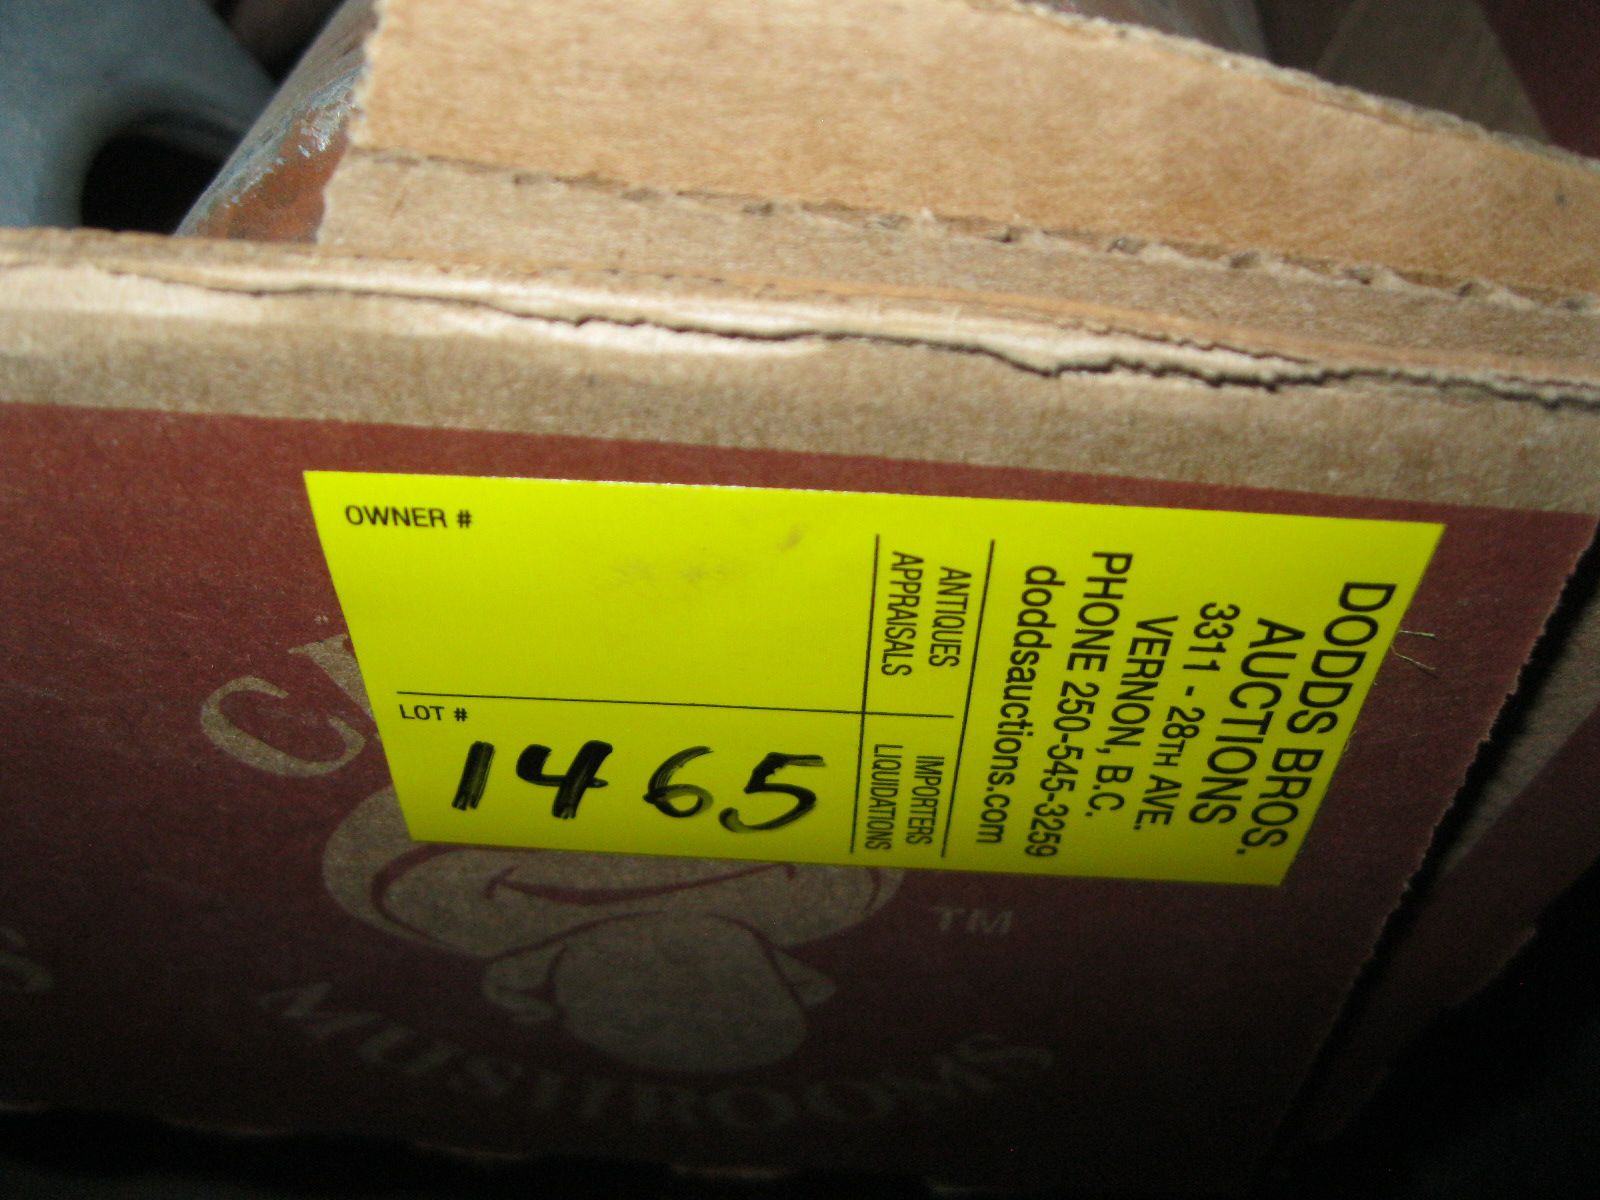 DODDS BROS.
AUCTIONS
3311 - 28TH AVE.
VERNON, B.C.
PHONE 250-545-3259
doddsauctions.com
ANTIQUES
APPRAISALS
IMPORTERS
LIQUIDATIONS
OWNER #
LOT #
1465
TM
MUSHROOMS